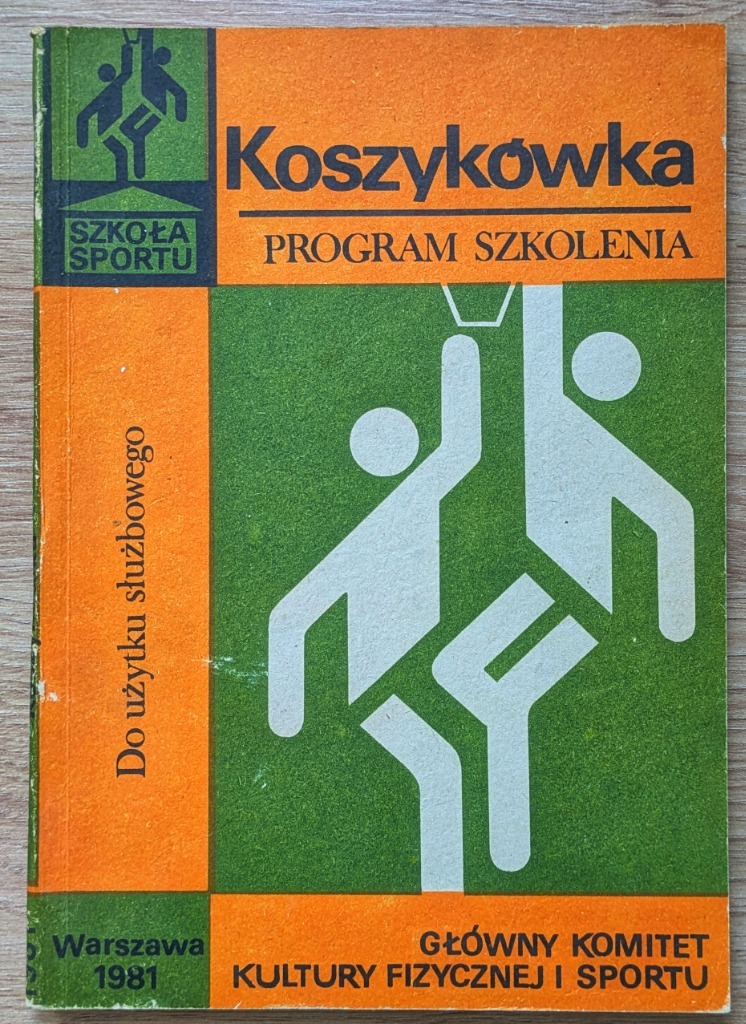 Koszykówka
PROGRAM SZKOLENIA
SZKOŁA
SPORTU
Do użytku służbowego
Warszawa
1981
GŁÓWNY KOMITET
KULTURY FIZYCZNEJ I SPORTU